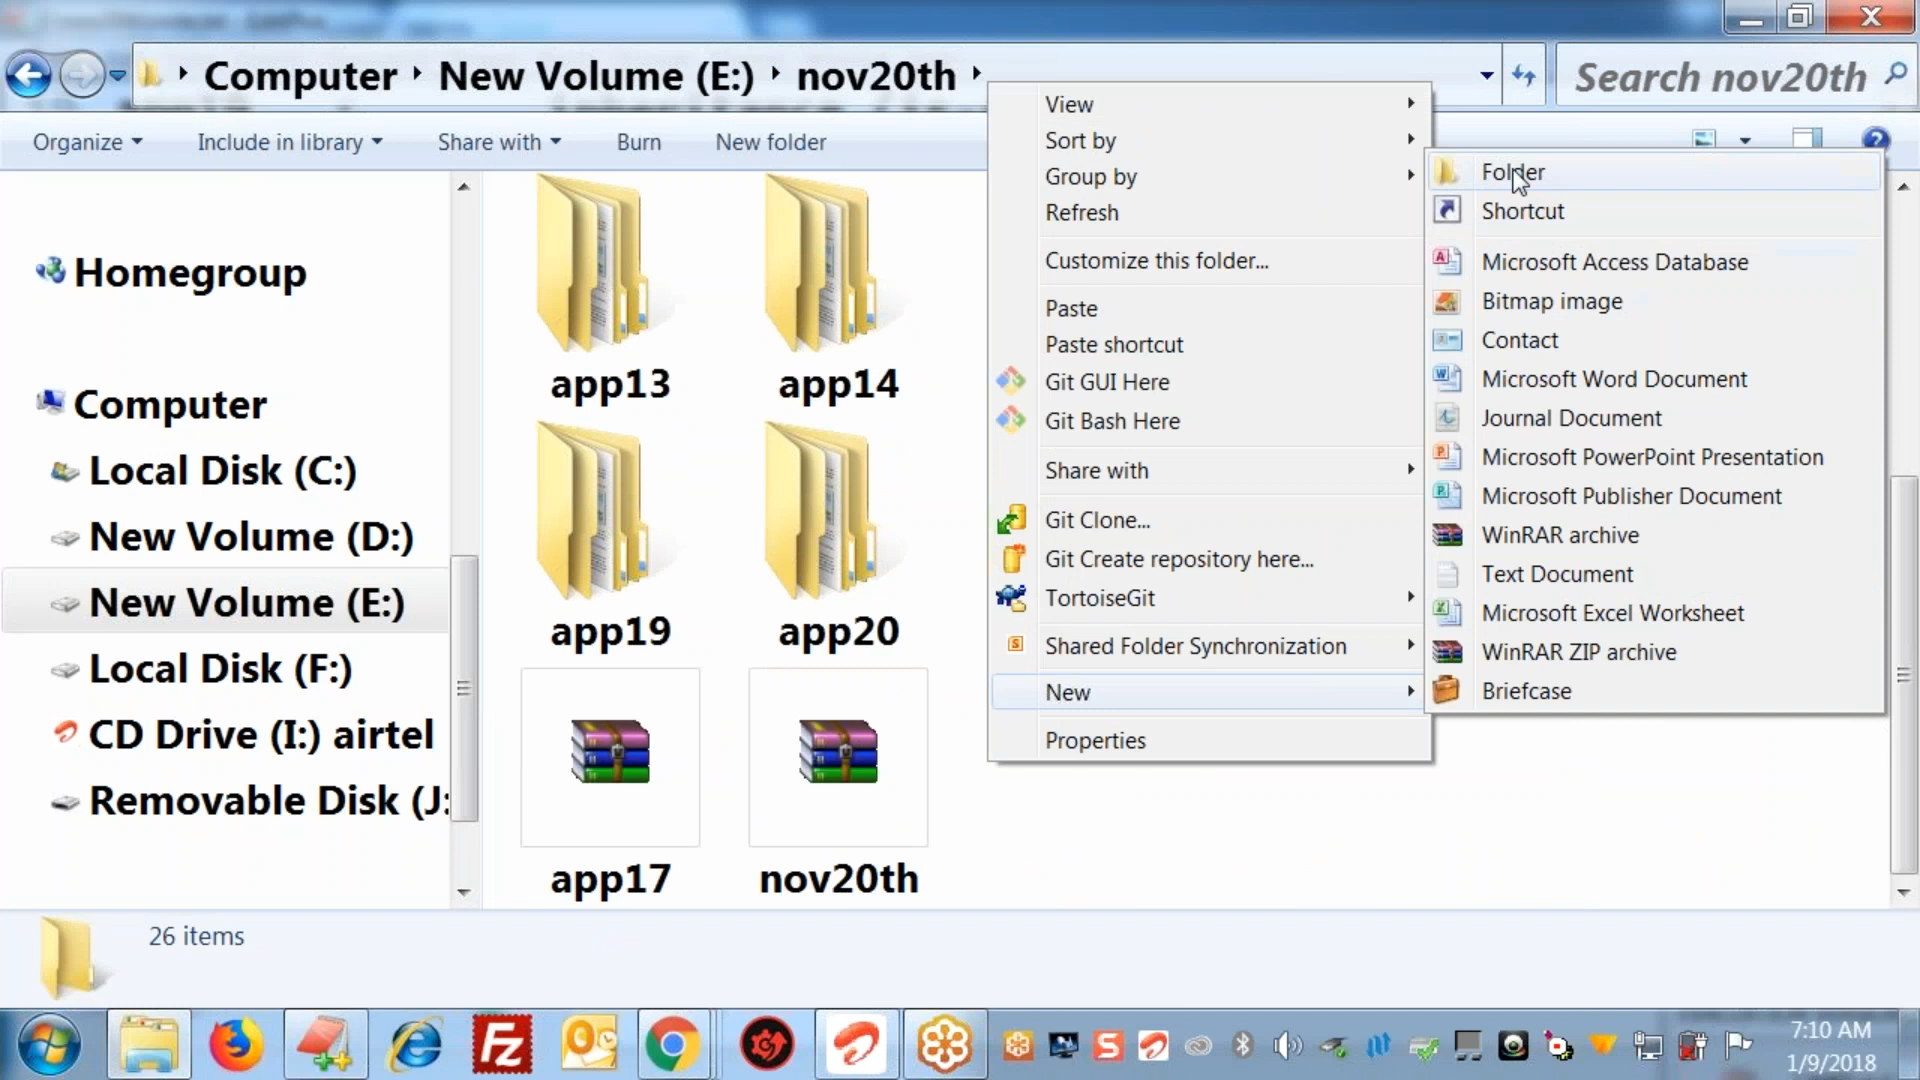 Computer
New Volume (E:)
nov20th
Search nov20th
Organize
Include in library
Share with
Burn
New folder
Homegroup
Computer
Local Disk (C:)
New Volume (D:)
New Volume (E:)
Local Disk (F:)
CD Drive (I:) airtel
Removable Disk (J:
app13
app14
app19
app20
app17
nov20th
View
Sort by
Group by
Refresh
Customize this folder...
Paste
Paste shortcut
Git GUI Here
Git Bash Here
Share with
Git Clone...
Git Create repository here...
TortoiseGit
Shared Folder Synchronization
New
Properties
Folder
Shortcut
Microsoft Access Database
Bitmap image
Contact
Microsoft Word Document
Journal Document
Microsoft PowerPoint Presentation
Microsoft Publisher Document
WinRAR archive
Text Document
Microsoft Excel Worksheet
WinRAR ZIP archive
Briefcase
26 items
7:10 AM
1/9/2018